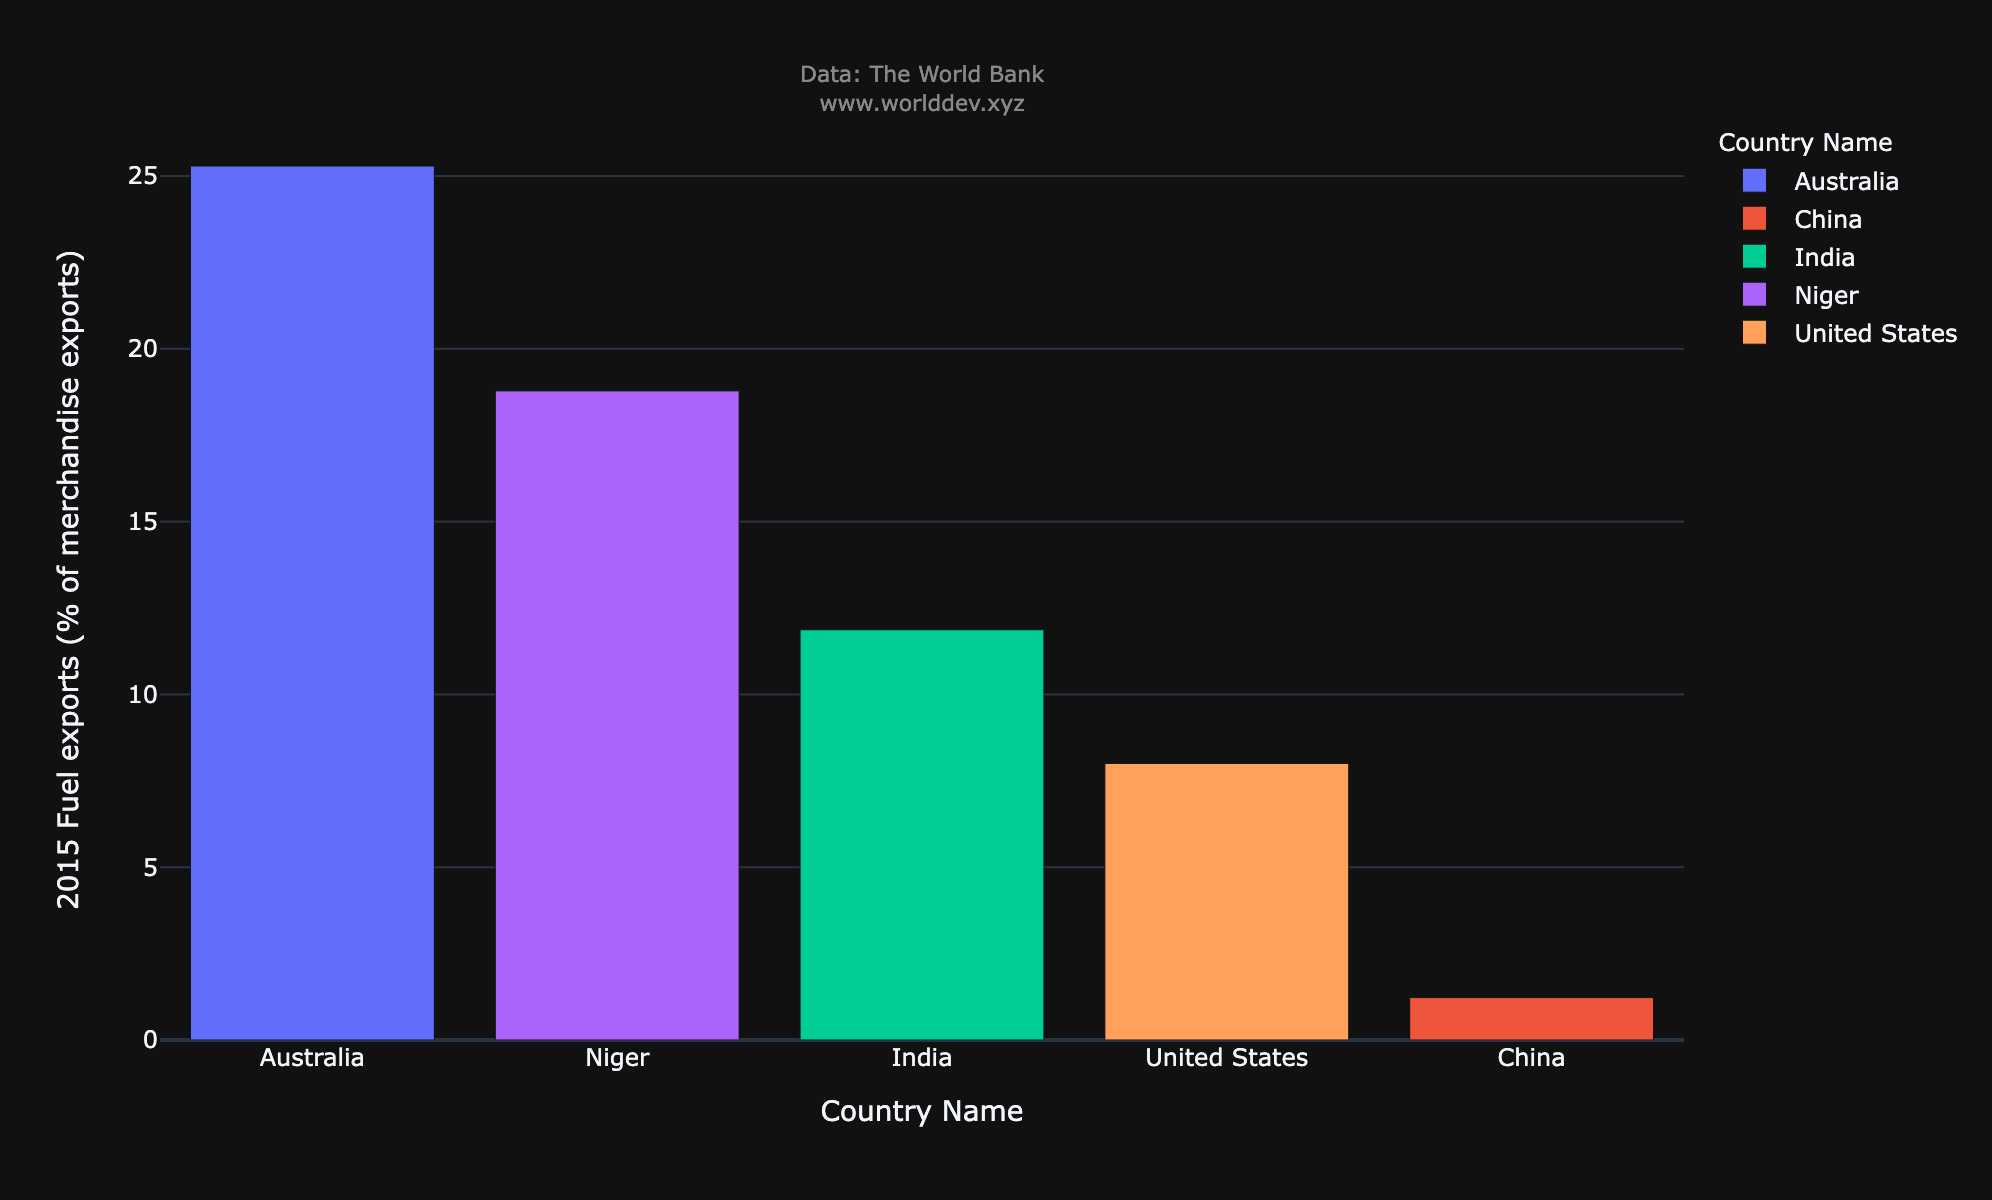 Data: The World Bank
www.worlddev.xyz
Country Name
Australia
China
India
Niger
United States
2015 Fuel exports (% of merchandise exports)
25
20
15
10
5
0
Australia
Niger
India
United States
China
Country Name